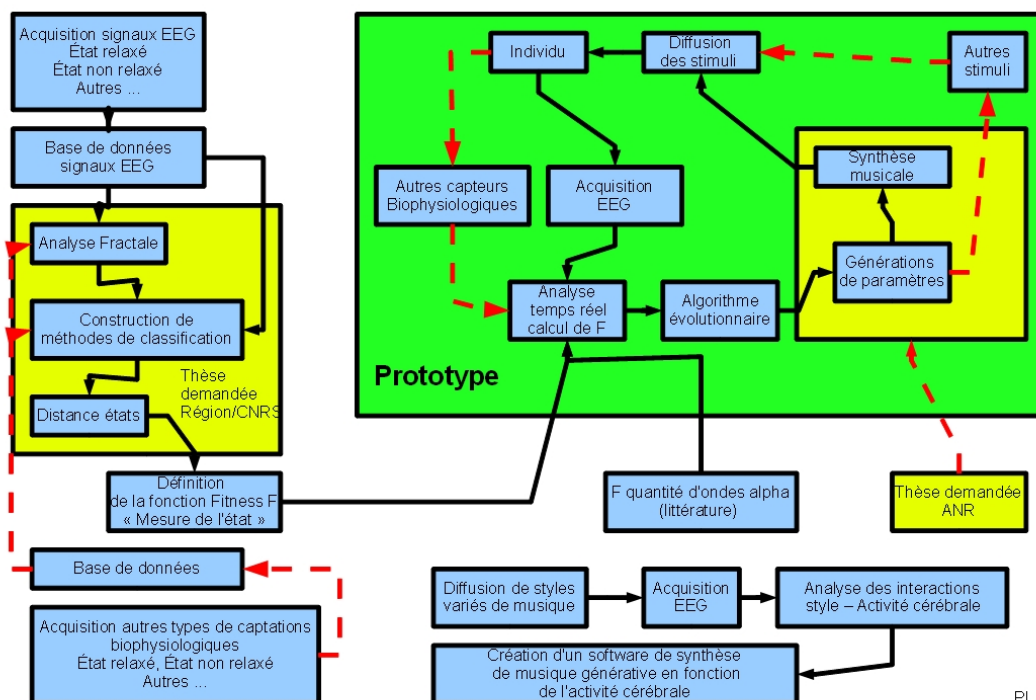 Acquisition signaux EEG
État relaxé
État non relaxé
Autres ...
Base de données
signaux EEG
Analyse Fractale
Construction de
méthodes de classification
Thèse
demandée
Région/CNRS
Distance états
Définition
de la fonction Fitness F
« Mesure de l'état »
Base de données
Acquisition autres types de captations
biophysiologiques
État relaxé, État non relaxé
Autres ...
Individu
Diffusion
des stimuli
Autres
stimuli
Autres capteurs
Biophysiologiques
Acquisition
EEG
Synthèse
musicale
Générations
de paramètres
Analyse
temps réel
calcul de F
Algorithme
évolutionnaire
Prototype
F quantité d'ondes alpha
(littérature)
Thèse demandée
ANR
Diffusion de styles
variés de musique
Acquisition
EEG
Analyse des interactions
style – Activité cérébrale
Création d'un software de synthèse
de musique générative en fonction
de l'activité cérébrale